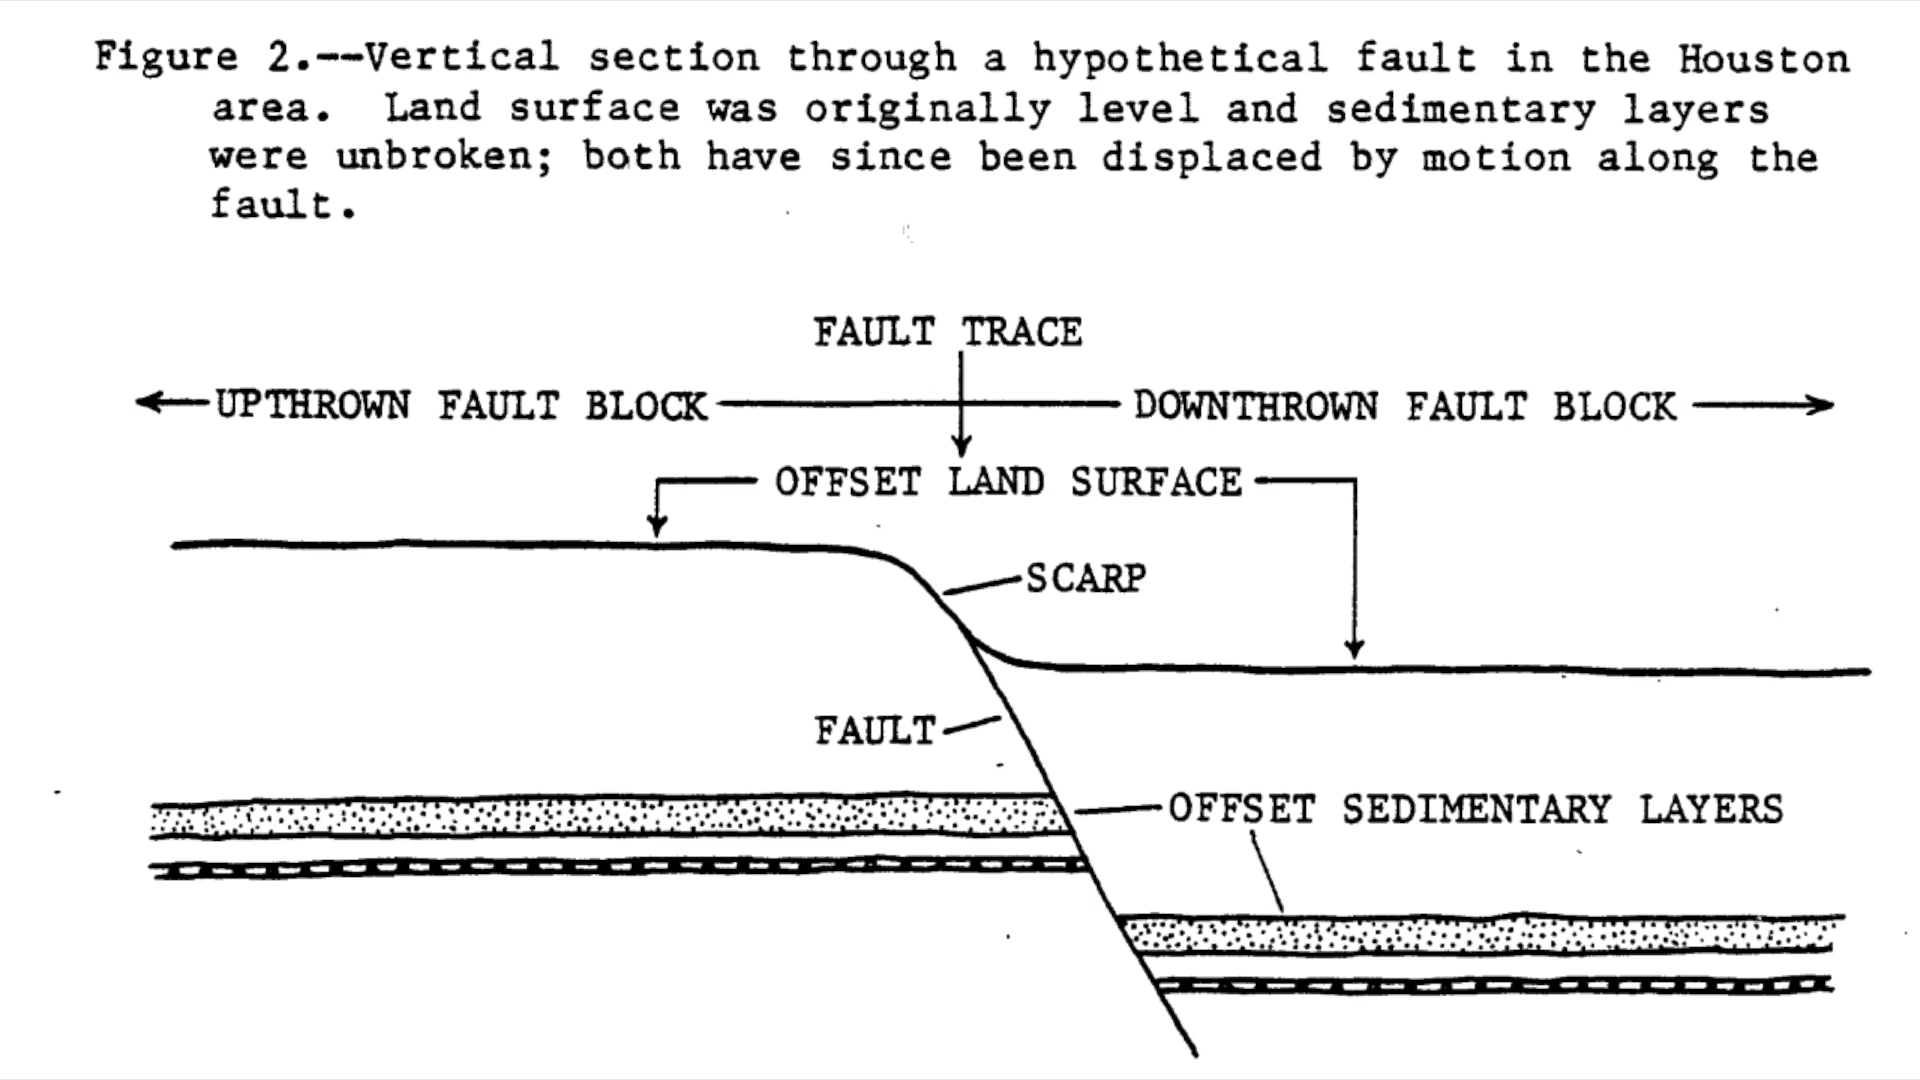 Figure 2.--Vertical section through a hypothetical fault in the Houston
area. Land surface was originally level and sedimentary layers
were unbroken; both have since been displaced by motion along the
fault.
FAULT TRACE
UPTHROWN FAULT BLOCK
DOWNTHROWN FAULT BLOCK
OFFSET LAND SURFACE
SCARP
FAULT
OFFSET SEDIMENTARY LAYERS